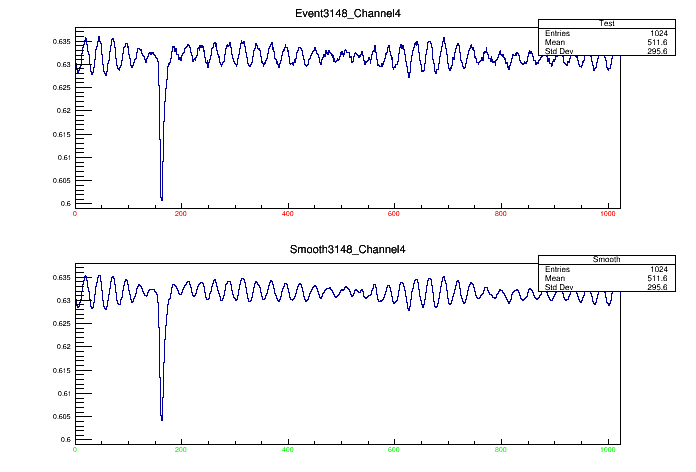 Event3148_Channel4
Test
Entries 1024
Mean 511.6
Std Dev 295.6
0.635
0.63
0.625
0.62
0.615
0.61
0.605
0.6
0 200 400 600 800 1000
Smooth3148_Channel4
Smooth
Entries 1024
Mean 511.6
Std Dev 295.6
0.635
0.63
0.625
0.62
0.615
0.61
0.605
0.6
0 200 400 600 800 1000